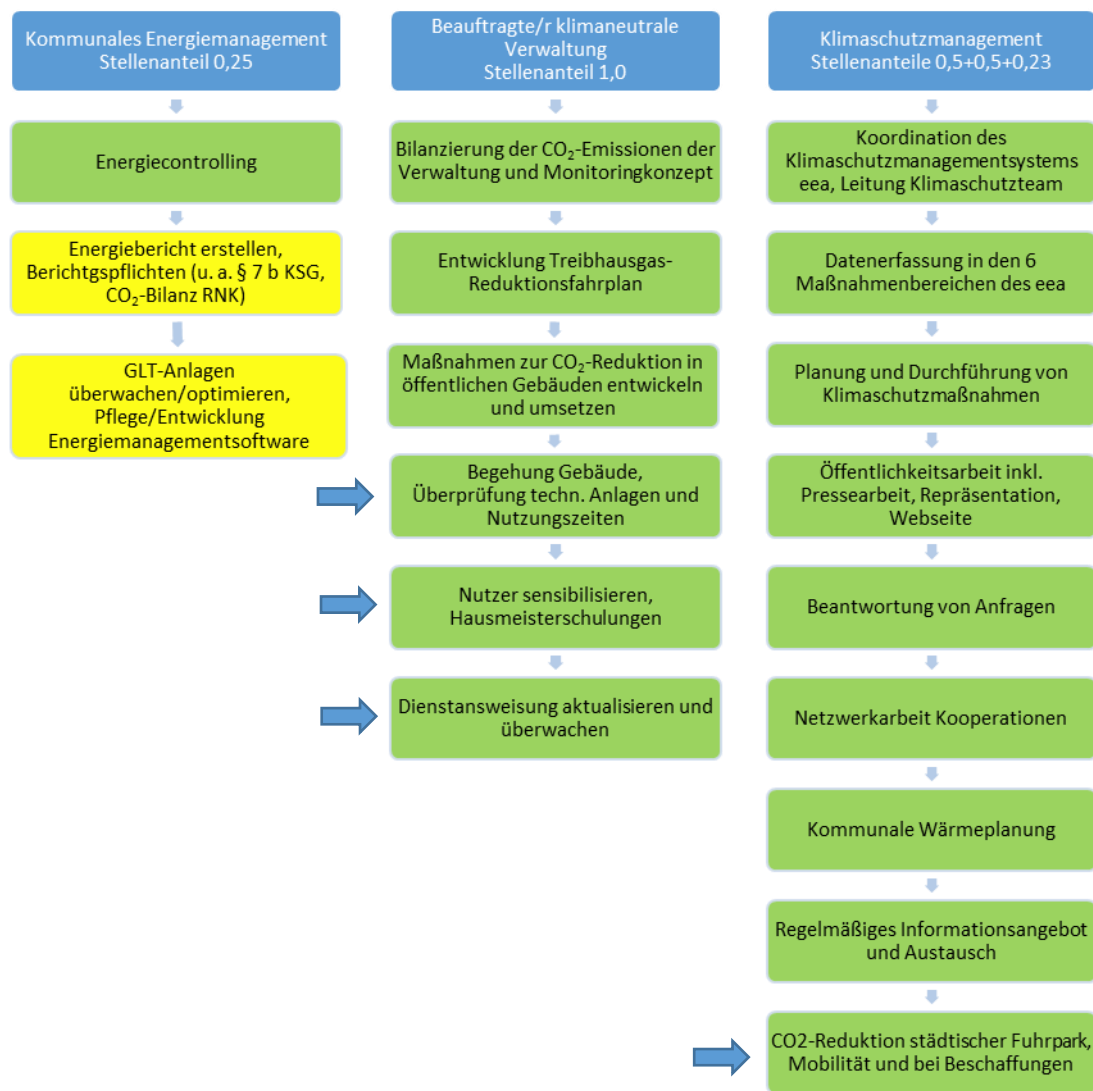 Kommunales Energiemanagement
Stellenanteil 0,25
Energiecontrolling
Energiebericht erstellen,
Berichtgspflichten (u. a. § 7 b KSG,
CO₂-Bilanz RNK)
GLT-Anlagen
überwachen/optimieren,
Pflege/Entwicklung
Energiemanagementsoftware
Beauftragte/r klimaneutrale
Verwaltung
Stellenanteil 1,0
Bilanzierung der CO₂-Emissionen der
Verwaltung und Monitoringkonzept
Entwicklung Treibhausgas-
Reduktionsfahrplan
Maßnahmen zur CO₂-Reduktion in
öffentlichen Gebäuden entwickeln
und umsetzen
Begehung Gebäude,
Überprüfung techn. Anlagen und
Nutzungszeiten
Nutzer sensibilisieren,
Hausmeisterschulungen
Dienstansweisung aktualisieren und
überwachen
Klimaschutzmanagement
Stellenanteile 0,5+0,5+0,23
Koordination des
Klimaschutzmanagementsystems
eea, Leitung Klimaschutzteam
Datenerfassung in den 6
Maßnahmenbereichen des eea
Planung und Durchführung von
Klimaschutzmaßnahmen
Öffentlichkeitsarbeit inkl.
Pressearbeit, Repräsentation,
Webseite
Beantwortung von Anfragen
Netzwerkarbeit Kooperationen
Kommunale Wärmeplanung
Regelmäßiges Informationsangebot
und Austausch
CO2-Reduktion städtischer Fuhrpark,
Mobilität und bei Beschaffungen